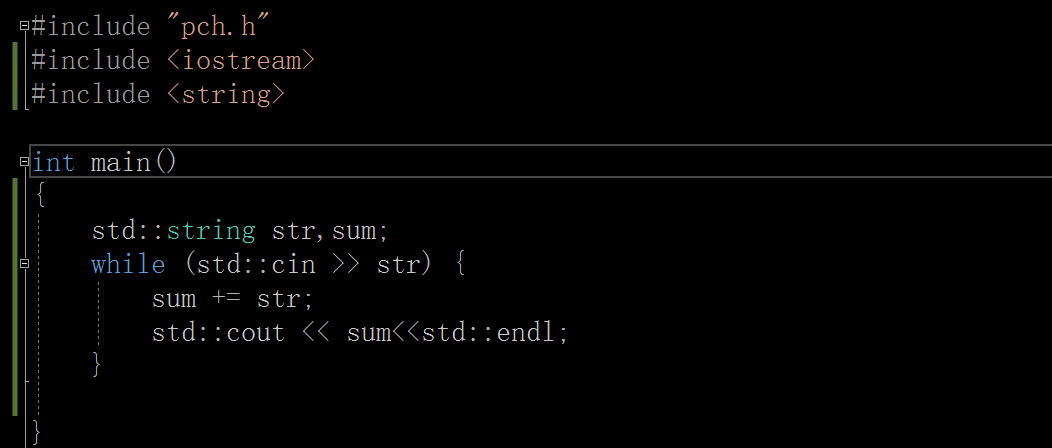 #include "pch.h"
#include <iostream>
#include <string>
int main()
{
std::string str,sum;
while (std::cin >> str) {
sum += str;
std::cout << sum<<std::endl;
}
}